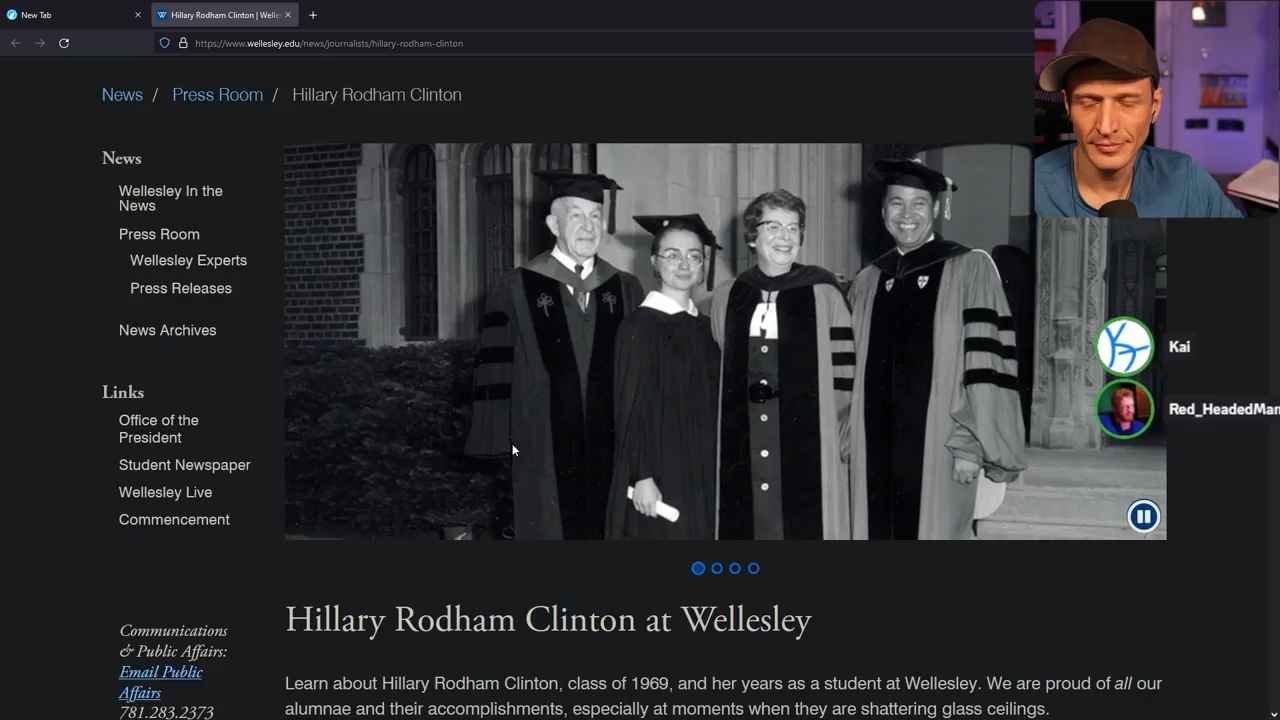 New Tab
Hillary Rodham Clinton | Welle
https://www.wellesley.edu/news/journalists/hillary-rodham-clinton
News / Press Room / Hillary Rodham Clinton
News
Wellesley In the
News
Press Room
Wellesley Experts
Press Releases
News Archives
Links
Office of the
President
Student Newspaper
Wellesley Live
Commencement
Communications
& Public Affairs:
Email Public
Affairs
781.283.2373
Kai
Red_HeadedMan
Hillary Rodham Clinton at Wellesley
Learn about Hillary Rodham Clinton, class of 1969, and her years as a student at Wellesley. We are proud of all our
alumnae and their accomplishments, especially at moments when they are shattering glass ceilings.